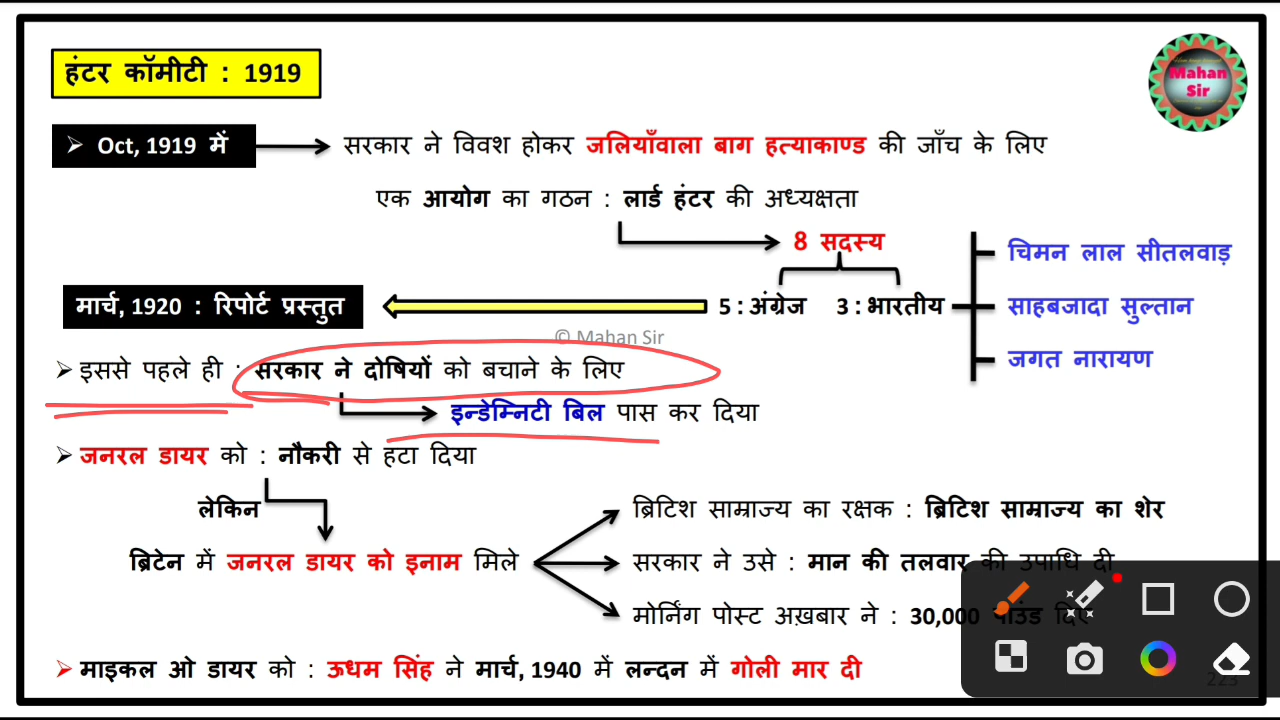 हंटर कॉमीटी : 1919
Mahan
Sir
➢ Oct, 1919 में
सरकार ने विवश होकर जलियाँवाला बाग हत्याकाण्ड की जाँच के लिए
एक आयोग का गठन : लार्ड हंटर की अध्यक्षता
8 सदस्य
चिमन लाल सीतलवाड़
मार्च, 1920 : रिपोर्ट प्रस्तुत
5 : अंग्रेज 3 : भारतीय
साहबजादा सुल्तान
© Mahan Sir
जगत नारायण
➢ इससे पहले ही : सरकार ने दोषियों को बचाने के लिए
इन्डेम्निटी बिल पास कर दिया
➢ जनरल डायर को : नौकरी से हटा दिया
लेकिन
ब्रिटिश साम्राज्य का रक्षक : ब्रिटिश साम्राज्य का शेर
ब्रिटेन में जनरल डायर को इनाम मिले
सरकार ने उसे : मान की तलवार की उपाधि दी
मोर्निंग पोस्ट अख़बार ने : 30,000 पाउंड दिए
➢ माइकल ओ डायर को : ऊधम सिंह ने मार्च, 1940 में लन्दन में गोली मार दी
223